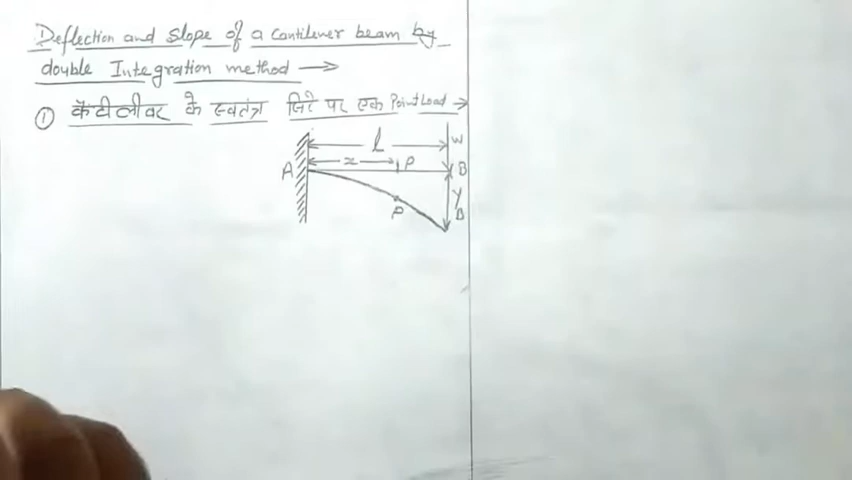 Deflection and Slope of a Cantilever beam by
double Integration method →
① केंटीलीवर के स्वतंत्र सिरे पर एक Point Load →
l
W
x
P
A
B
y
B
P